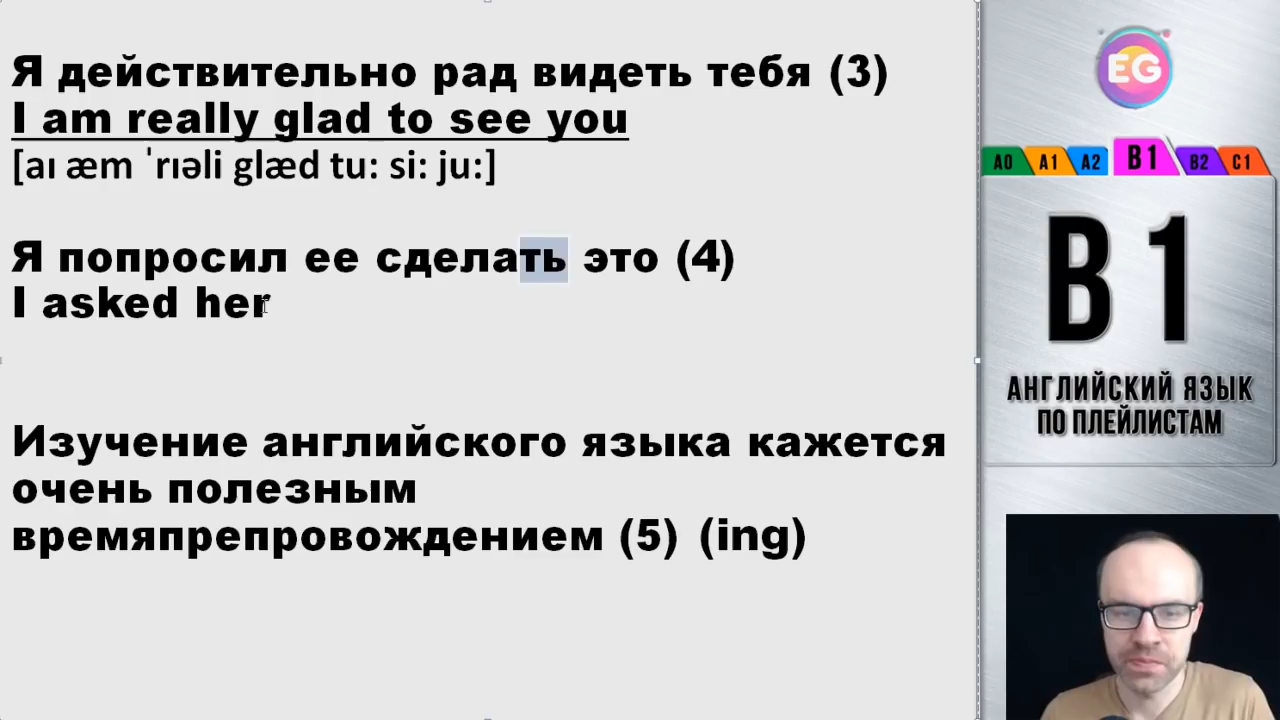 Я действительно рад видеть тебя (3)
I am really glad to see you
[aɪ æm ˈrɪəli glæd tu: si: ju:]
Я попросил ее сделать это (4)
I asked her
Изучение английского языка кажется
очень полезным
времяпрепровождением (5) (ing)
EG
A0 A1 A2 B1 B2 C1
B1
АНГЛИЙСКИЙ ЯЗЫК
ПО ПЛЕЙЛИСТАМ